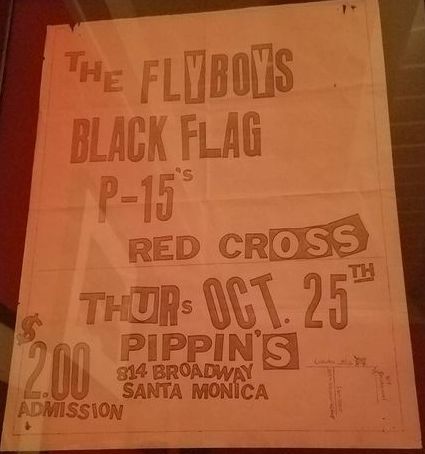 THE FLYBOYS
BLACK FLAG
P-15's
RED CROSS
THURs OCT. 25TH
PIPPIN'S
814 BROADWAY
SANTA MONICA
$2.00
ADMISSION